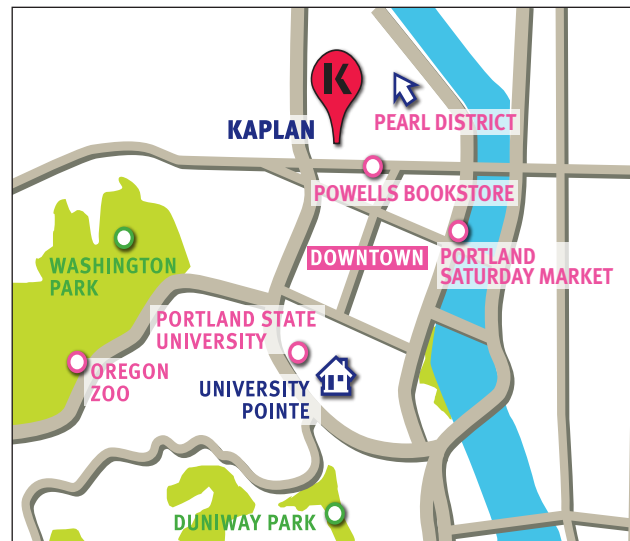 K
KAPLAN
PEARL DISTRICT
POWELLS BOOKSTORE
WASHINGTON
PARK
DOWNTOWN
PORTLAND
SATURDAY MARKET
PORTLAND STATE
UNIVERSITY
OREGON
ZOO
UNIVERSITY
POINTE
DUNIWAY PARK